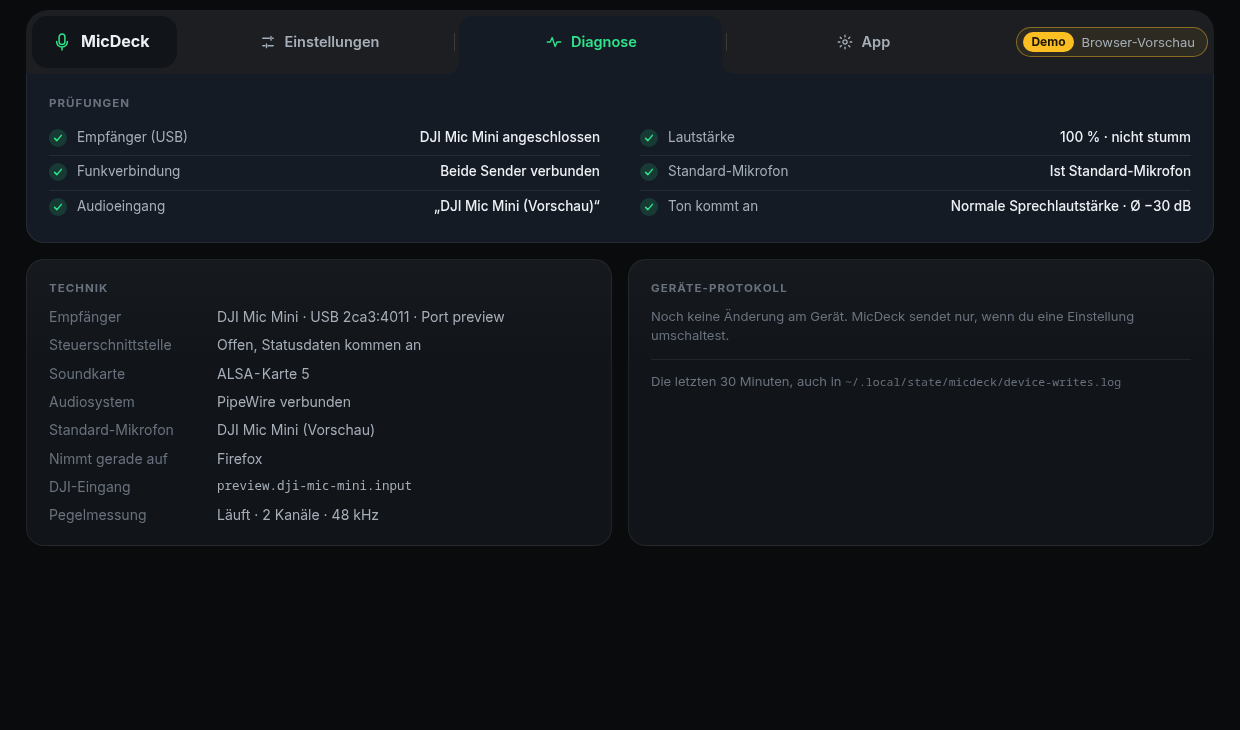 MicDeck
Einstellungen
Diagnose
App
Demo Browser-Vorschau
PRÜFUNGEN
Empfänger (USB) DJI Mic Mini angeschlossen
Funkverbindung Beide Sender verbunden
Audioeingang „DJI Mic Mini (Vorschau)“
Lautstärke 100 % · nicht stumm
Standard-Mikrofon Ist Standard-Mikrofon
Ton kommt an Normale Sprechlautstärke · Ø −30 dB
TECHNIK
Empfänger DJI Mic Mini · USB 2ca3:4011 · Port preview
Steuerschnittstelle Offen, Statusdaten kommen an
Soundkarte ALSA-Karte 5
Audiosystem PipeWire verbunden
Standard-Mikrofon DJI Mic Mini (Vorschau)
Nimmt gerade auf Firefox
DJI-Eingang preview.dji-mic-mini.input
Pegelmessung Läuft · 2 Kanäle · 48 kHz
GERÄTE-PROTOKOLL
Noch keine Änderung am Gerät. MicDeck sendet nur, wenn du eine Einstellung
umschaltest.
Die letzten 30 Minuten, auch in ~/.local/state/micdeck/device-writes.log